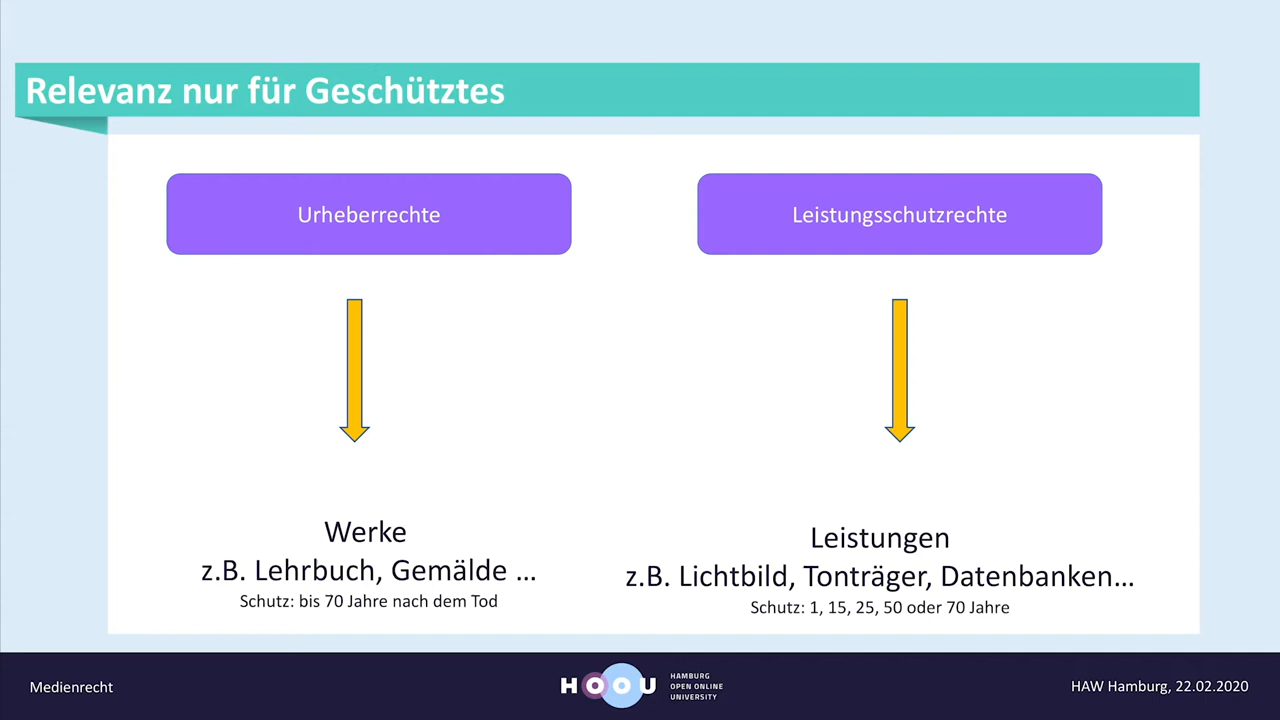 Relevanz nur für Geschütztes
Urheberrechte
Leistungsschutzrechte
Werke
z.B. Lehrbuch, Gemälde ...
Schutz: bis 70 Jahre nach dem Tod
Leistungen
z.B. Lichtbild, Tonträger, Datenbanken...
Schutz: 1, 15, 25, 50 oder 70 Jahre
Medienrecht
HOOU
HAMBURG
OPEN ONLINE
UNIVERSITY
HAW Hamburg, 22.02.2020